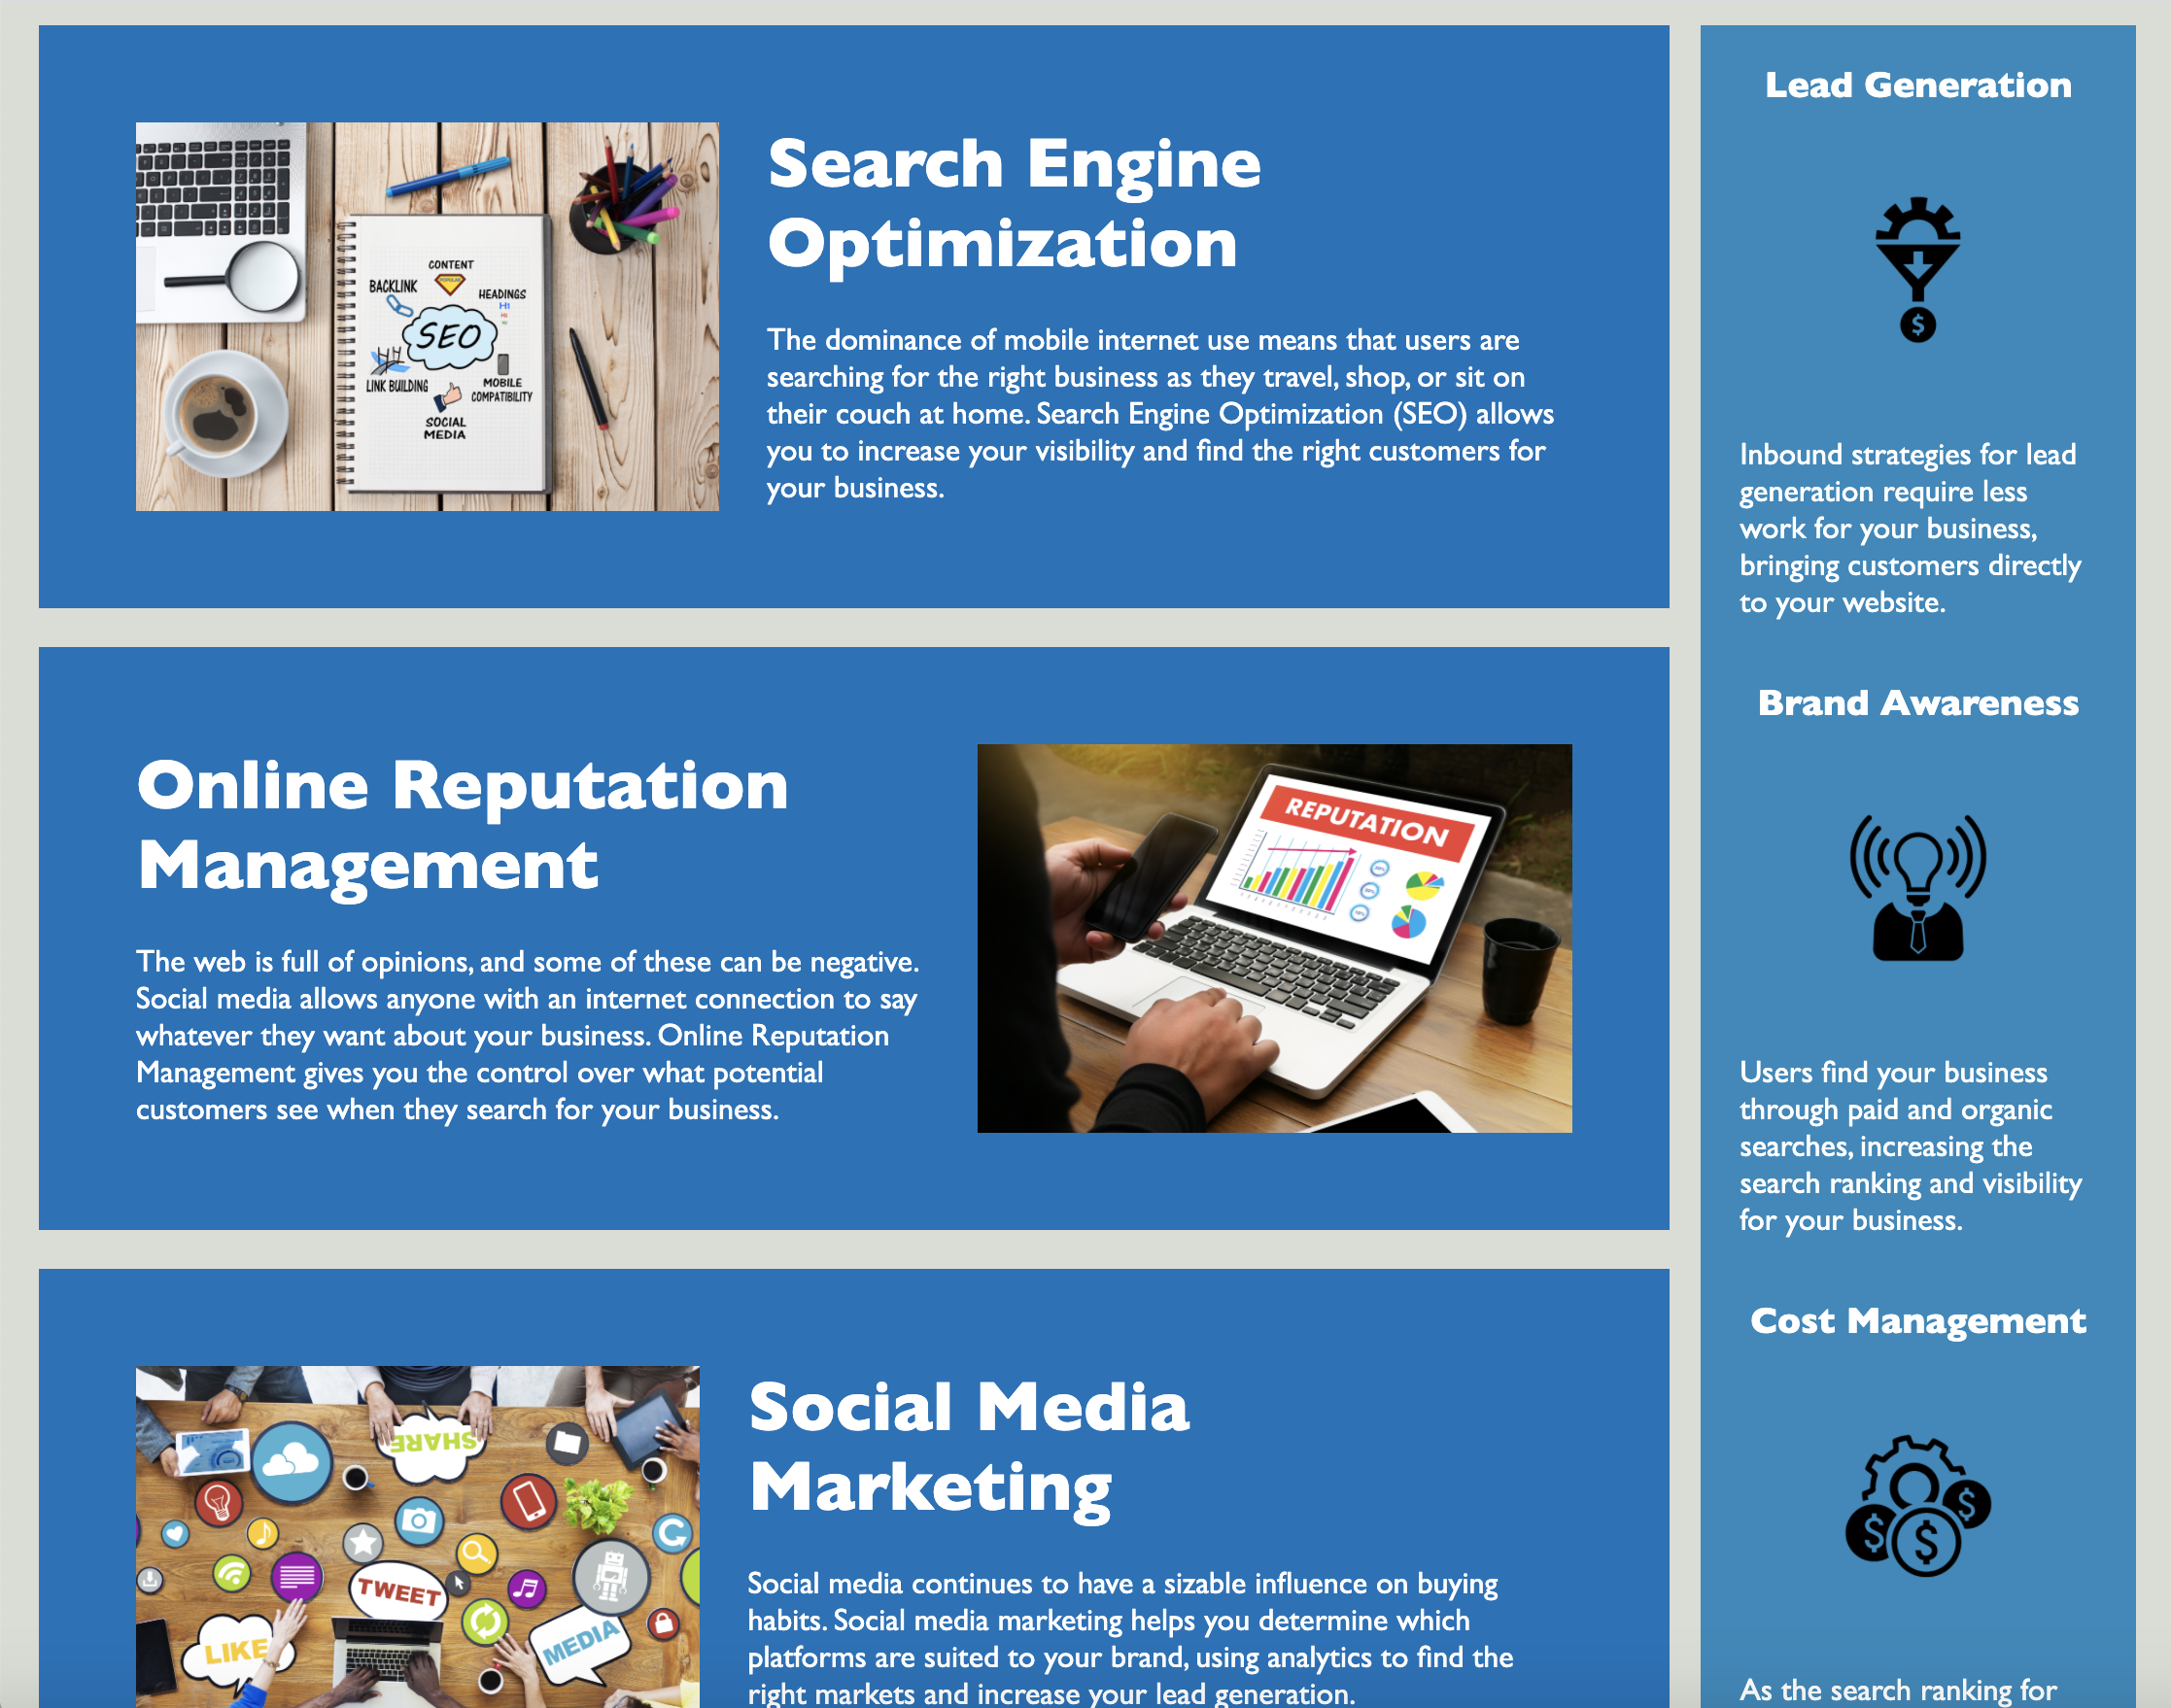 Search Engine
Optimization
The dominance of mobile internet use means that users are
searching for the right business as they travel, shop, or sit on
their couch at home. Search Engine Optimization (SEO) allows
you to increase your visibility and find the right customers for
your business.
CONTENT
BACKLINK
HEADINGS
H1
SEO
LINK BUILDING
MOBILE
COMPATIBILITY
SOCIAL
MEDIA
Online Reputation
Management
The web is full of opinions, and some of these can be negative.
Social media allows anyone with an internet connection to say
whatever they want about your business. Online Reputation
Management gives you the control over what potential
customers see when they search for your business.
REPUTATION
Social Media
Marketing
Social media continues to have a sizable influence on buying
habits. Social media marketing helps you determine which
platforms are suited to your brand, using analytics to find the
right markets and increase your lead generation.
SHARE
TWEET
LIKE
MEDIA
Lead Generation
$
Inbound strategies for lead
generation require less
work for your business,
bringing customers directly
to your website.
Brand Awareness
Users find your business
through paid and organic
searches, increasing the
search ranking and visibility
for your business.
Cost Management
$ $ $
As the search ranking for